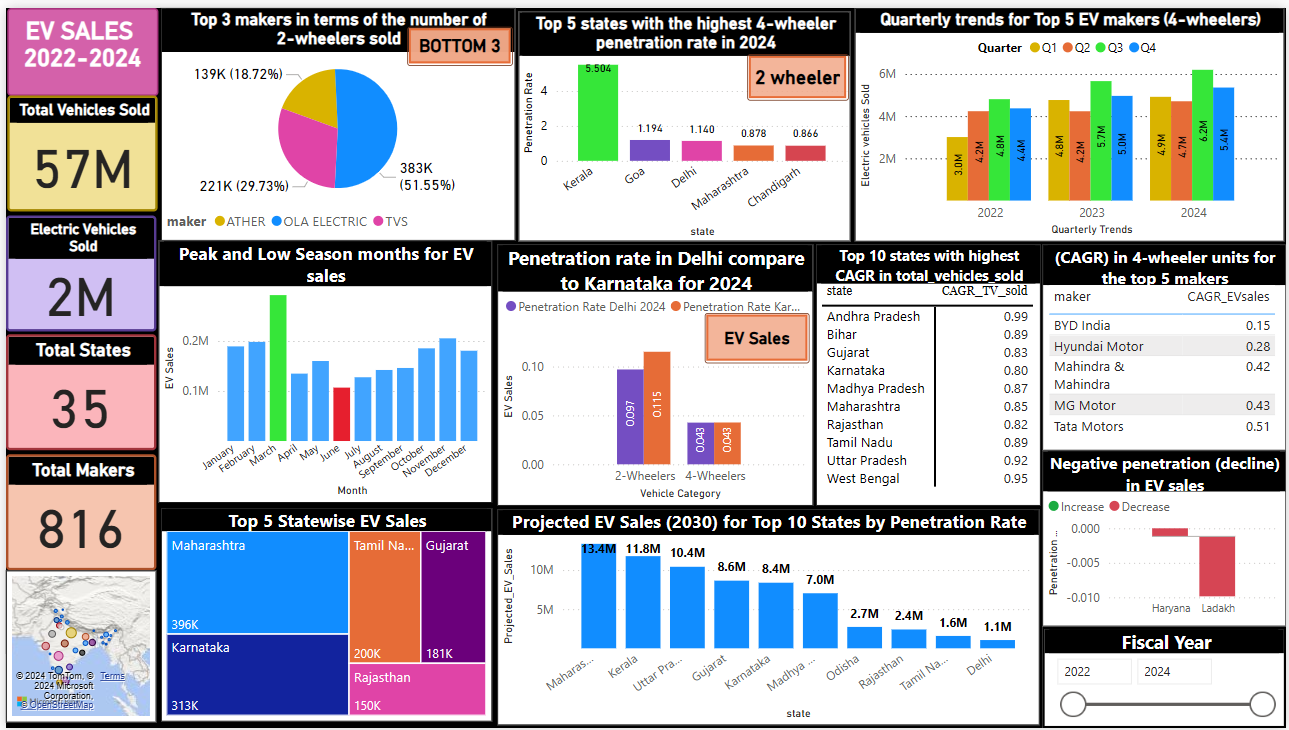 EV SALES
2022-2024
Total Vehicles Sold
57M
Electric Vehicles
Sold
2M
Total States
35
Total Makers
816
© 2024 TomTom, ©
2024 Microsoft
Corporation,
© OpenStreetMap
Terms
Top 3 makers in terms of the number of
2-wheelers sold
BOTTOM 3
139K (18.72%)
221K (29.73%)
383K
(51.55%)
maker ATHER OLA ELECTRIC TVS
Top 5 states with the highest 4-wheeler
penetration rate in 2024
2 wheeler
Penetration Rate
4
2
0
5.504
1.194
1.140
0.878
0.866
Kerala
Goa
Delhi
Maharashtra
Chandigarh
state
Quarterly trends for Top 5 EV makers (4-wheelers)
Quarter Q1 Q2 Q3 Q4
Electric vehicles Sold
6M
4M
2M
3.0M
4.2M
4.8M
4.4M
4.8M
4.2M
5.7M
5.0M
4.9M
4.7M
6.2M
5.4M
2022
2023
2024
Quarterly Trends
Peak and Low Season months for EV
sales
EV Sales
0.2M
0.1M
January
February
March
April
May
June
July
August
September
October
November
December
Month
Penetration rate in Delhi compare
to Karnataka for 2024
Penetration Rate Delhi 2024 Penetration Rate Kar...
EV Sales
EV Sales
0.10
0.05
0.00
0.097
0.115
0.043
0.043
2-Wheelers
4-Wheelers
Vehicle Category
Top 10 states with highest
CAGR in total_vehicles_sold
state CAGR_TV_sold
Andhra Pradesh 0.99
Bihar 0.89
Gujarat 0.83
Karnataka 0.80
Madhya Pradesh 0.87
Maharashtra 0.85
Rajasthan 0.82
Tamil Nadu 0.89
Uttar Pradesh 0.92
West Bengal 0.95
(CAGR) in 4-wheeler units for
the top 5 makers
maker CAGR_EVsales
BYD India 0.15
Hyundai Motor 0.28
Mahindra & 0.42
Mahindra
MG Motor 0.43
Tata Motors 0.51
Negative penetration (decline)
in EV sales
Increase Decrease
Penetration ...
0.000
-0.005
-0.010
Haryana
Ladakh
Top 5 Statewise EV Sales
Maharashtra
396K
Karnataka
313K
Tamil Na...
200K
Gujarat
181K
Rajasthan
150K
Projected EV Sales (2030) for Top 10 States by Penetration Rate
Projected_EV_Sales
10M
5M
13.4M
11.8M
10.4M
8.6M
8.4M
7.0M
2.7M
2.4M
1.6M
1.1M
Maharas...
Kerala
Uttar Pra...
Gujarat
Karnataka
Madhya ...
Odisha
Rajasthan
Tamil Na...
Delhi
state
Fiscal Year
2022
2024